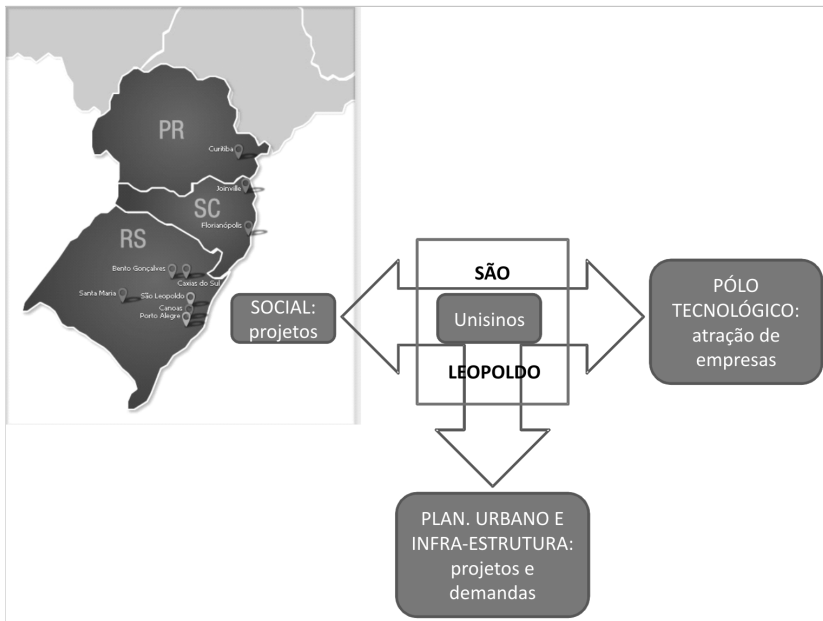 PR
Curitiba
Joinville
SC
Florianópolis
RS
Bento Gonçalves
Caxias do Sul
Santa Maria
São Leopoldo
Canoas
Porto Alegre
SOCIAL:
projetos
SÃO
Unisinos
LEOPOLDO
PÓLO
TECNOLÓGICO:
atração de
empresas
PLAN. URBANO E
INFRA-ESTRUTURA:
projetos e
demandas